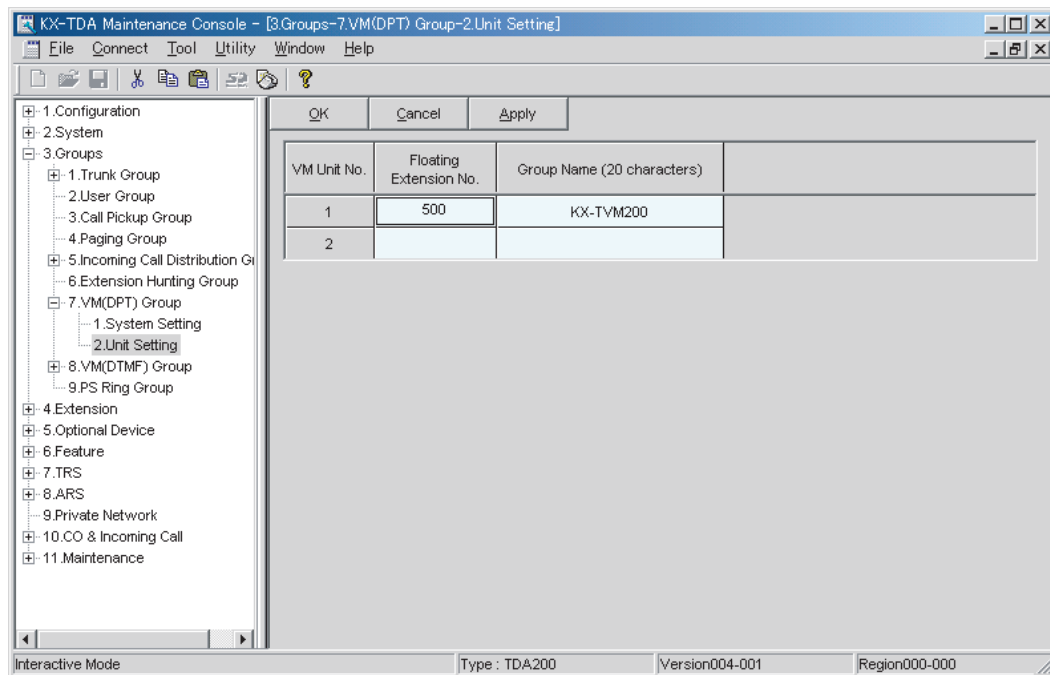 KX-TDA Maintenance Console - [3.Groups-7.VM(DPT) Group-2.Unit Setting]
File Connect Tool Utility Window Help
1.Configuration
2.System
3.Groups
1.Trunk Group
2.User Group
3.Call Pickup Group
4.Paging Group
5.Incoming Call Distribution Gr
6.Extension Hunting Group
7.VM(DPT) Group
1.System Setting
2.Unit Setting
8.VM(DTMF) Group
9.PS Ring Group
4.Extension
5.Optional Device
6.Feature
7.TRS
8.ARS
9.Private Network
10.CO & Incoming Call
11.Maintenance
OK Cancel Apply
VM Unit No. Floating Extension No. Group Name (20 characters)
1 500 KX-TVM200
2
Interactive Mode Type : TDA200 Version004-001 Region000-000